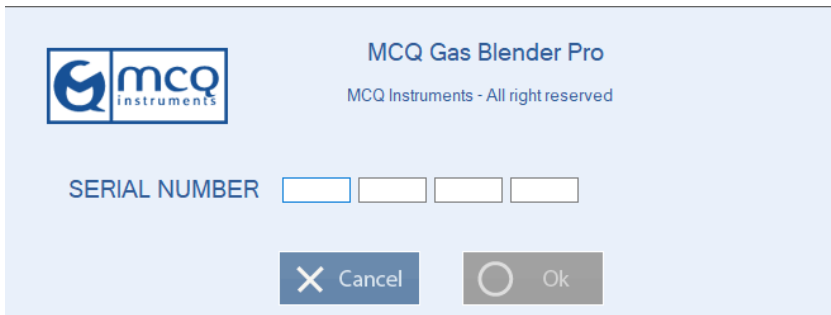 MCQ Gas Blender Pro
mcq
instruments
MCQ Instruments - All right reserved
SERIAL NUMBER
Cancel
Ok